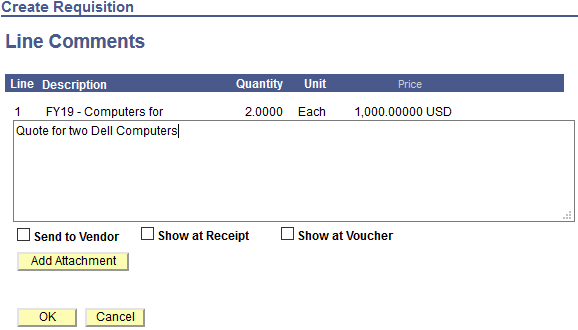 Create Requisition
Line Comments
Line Description Quantity Unit Price
1 FY19 - Computers for 2.0000 Each 1,000.00000 USD
Quote for two Dell Computers
Send to Vendor Show at Receipt Show at Voucher
Add Attachment
OK Cancel